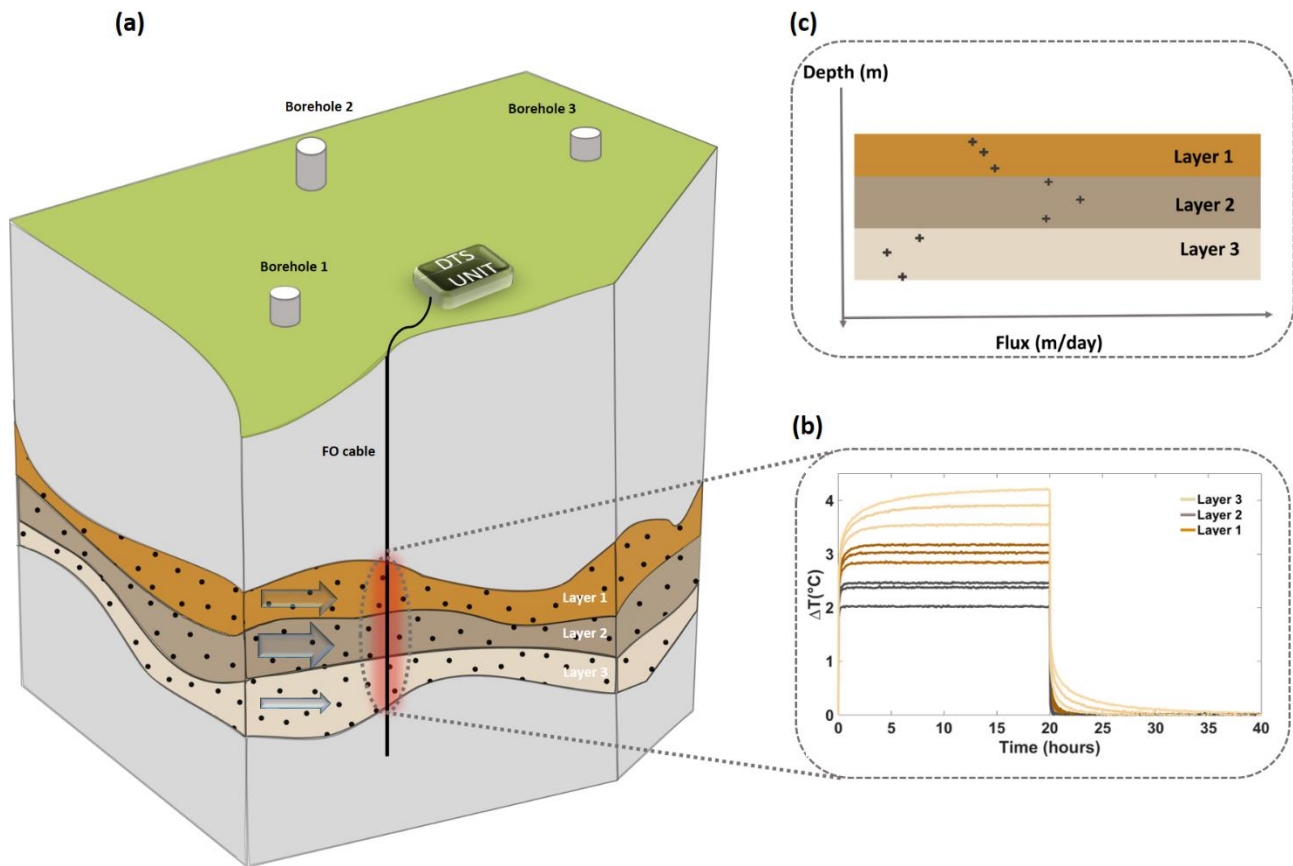 (a)
Borehole 2
Borehole 3
Borehole 1
DTS
UNIT
FO cable
Layer 1
Layer 2
Layer 3
(c)
Depth (m)
Layer 1
Layer 2
Layer 3
Flux (m/day)
(b)
ΔT(°C)
4
3
2
1
0
Layer 3
Layer 2
Layer 1
0 5 10 15 20 25 30 35 40
Time (hours)